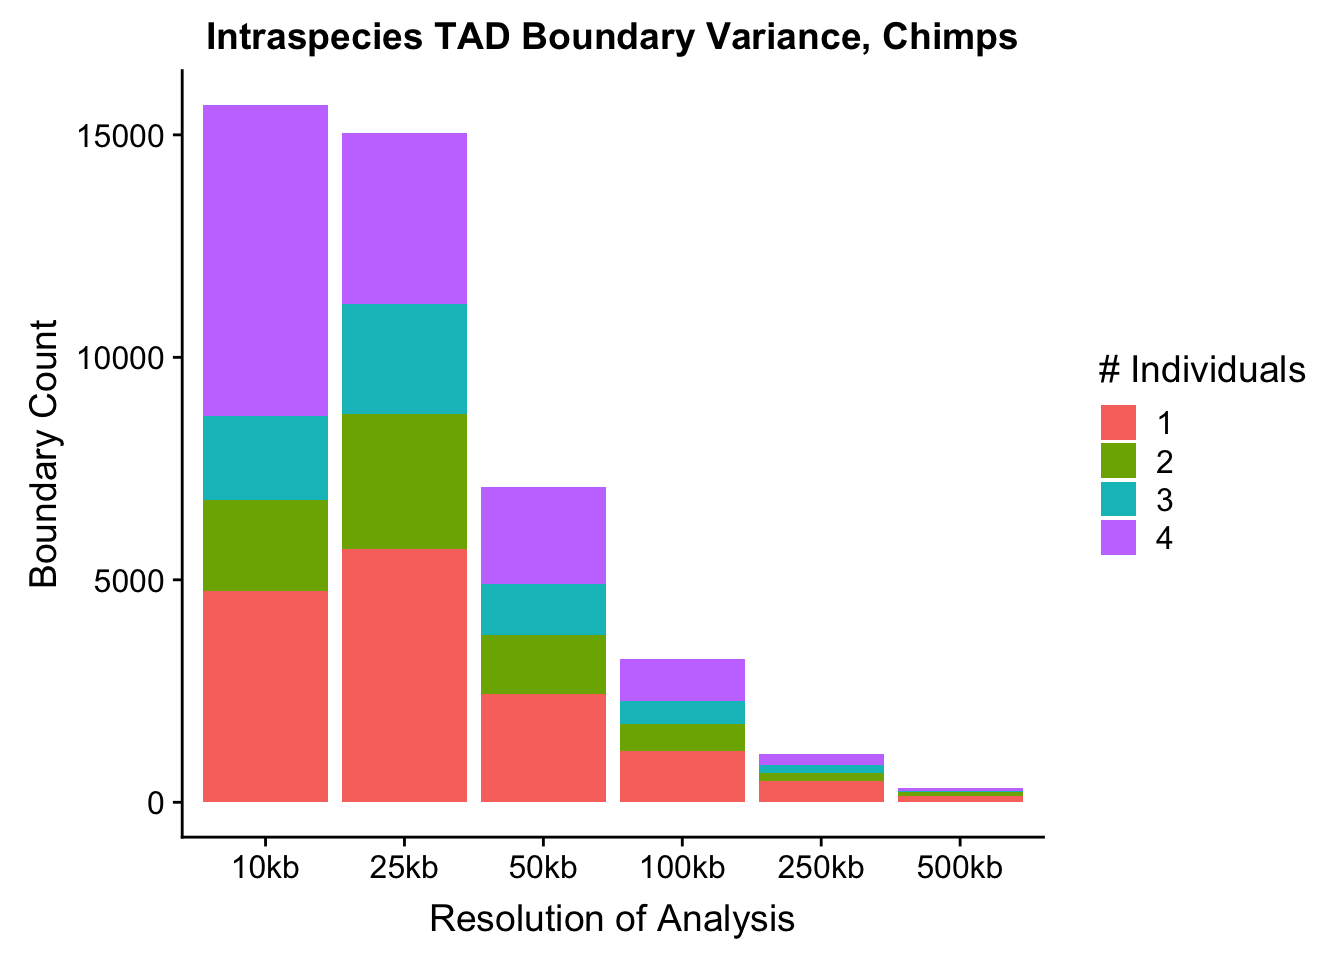 Intraspecies TAD Boundary Variance, Chimps
Boundary Count
15000
10000
5000
0
10kb 25kb 50kb 100kb 250kb 500kb
Resolution of Analysis
# Individuals
1
2
3
4